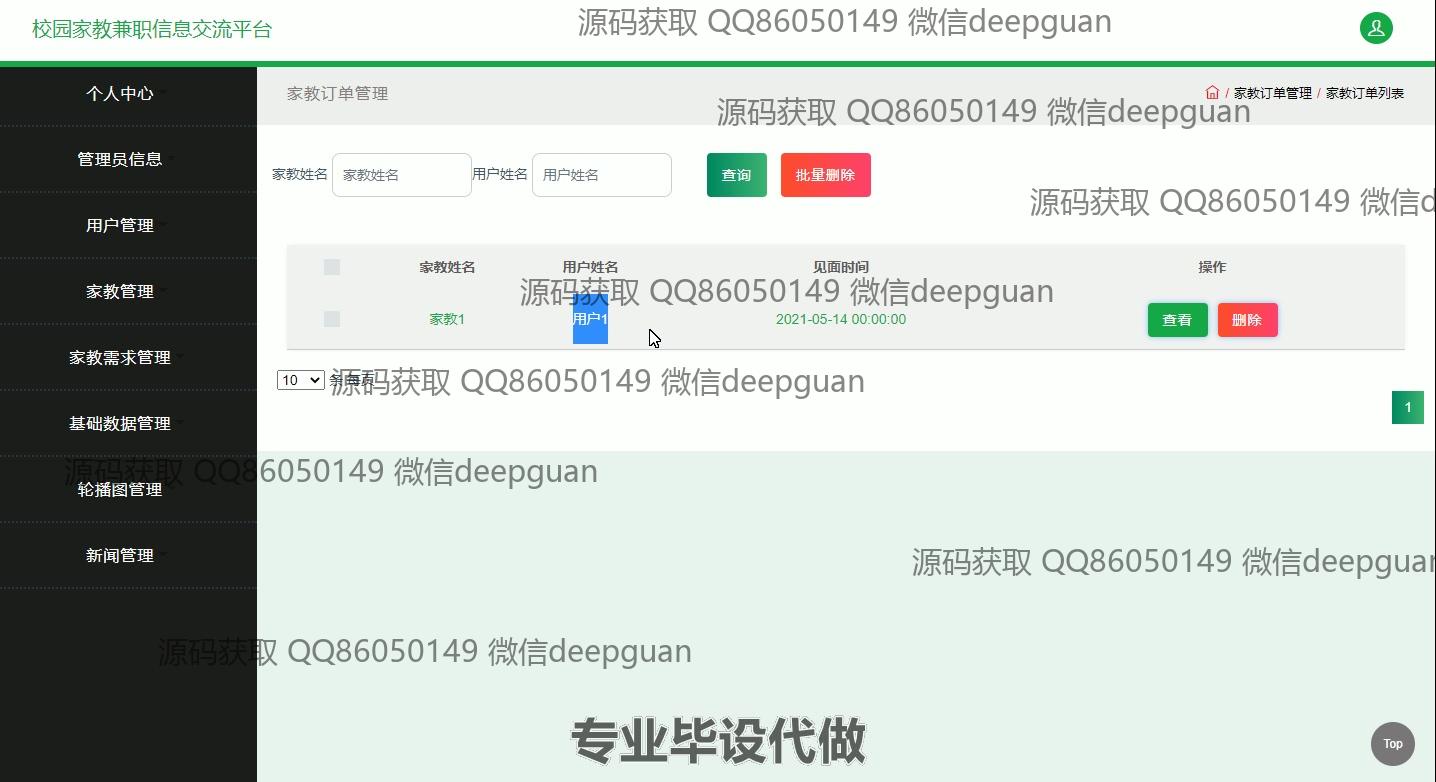 校园家教兼职信息交流平台
源码获取 QQ86050149 微信deepguan
个人中心
管理员信息
用户管理
家教管理
家教需求管理
基础数据管理
轮播图管理
新闻管理
家教订单管理
/ 家教订单管理 / 家教订单列表
源码获取 QQ86050149 微信deepguan
家教姓名 家教姓名 用户姓名 用户姓名 查询 批量删除
源码获取 QQ86050149 微信d
家教姓名 用户姓名 见面时间 操作
源码获取 QQ86050149 微信deepguan
家教1 用户1 2021-05-14 00:00:00 查看 删除
10 条 每页
源码获取 QQ86050149 微信deepguan
1
源码获取 QQ86050149 微信deepguan
源码获取 QQ86050149 微信deepguan
源码获取 QQ86050149 微信deepguan
专业毕设代做
Top